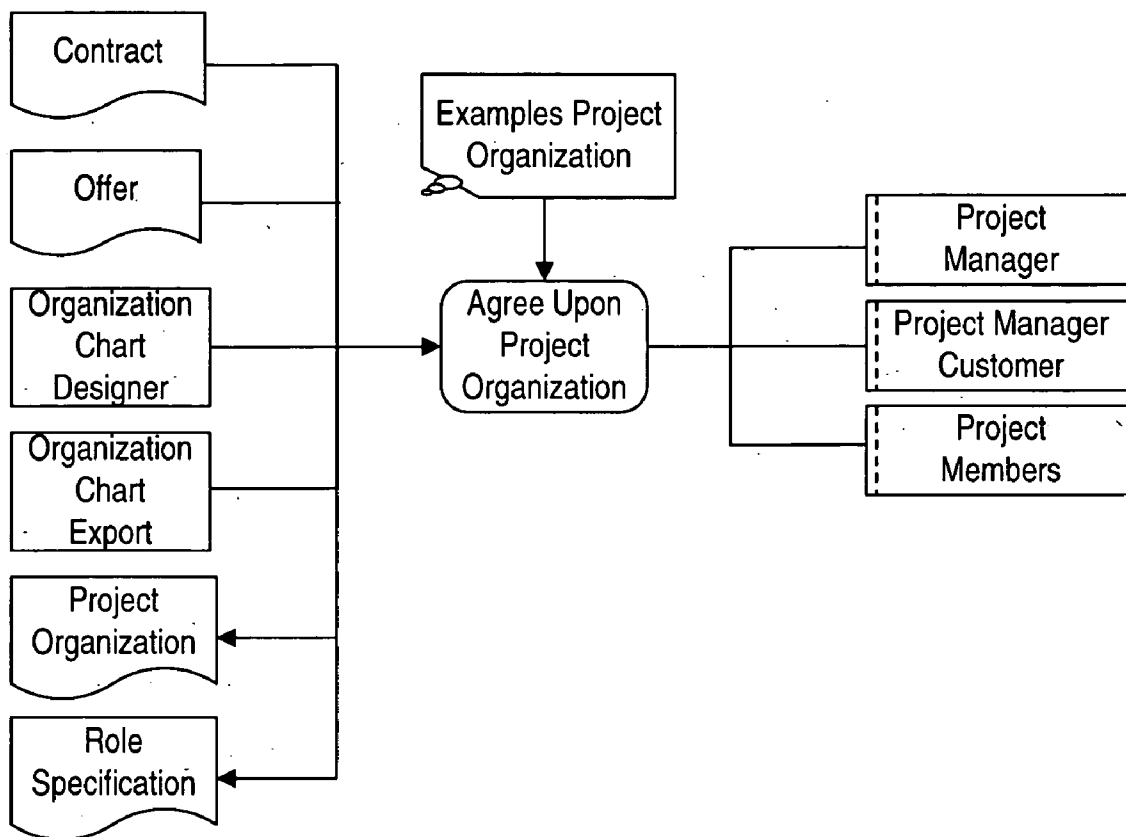 Contract
Offer
Organization
Chart
Designer
Organization
Chart
Export
Project
Organization
Role
Specification
Examples Project
Organization
Agree Upon
Project
Organization
Project
Manager
Project Manager
Customer
Project
Members